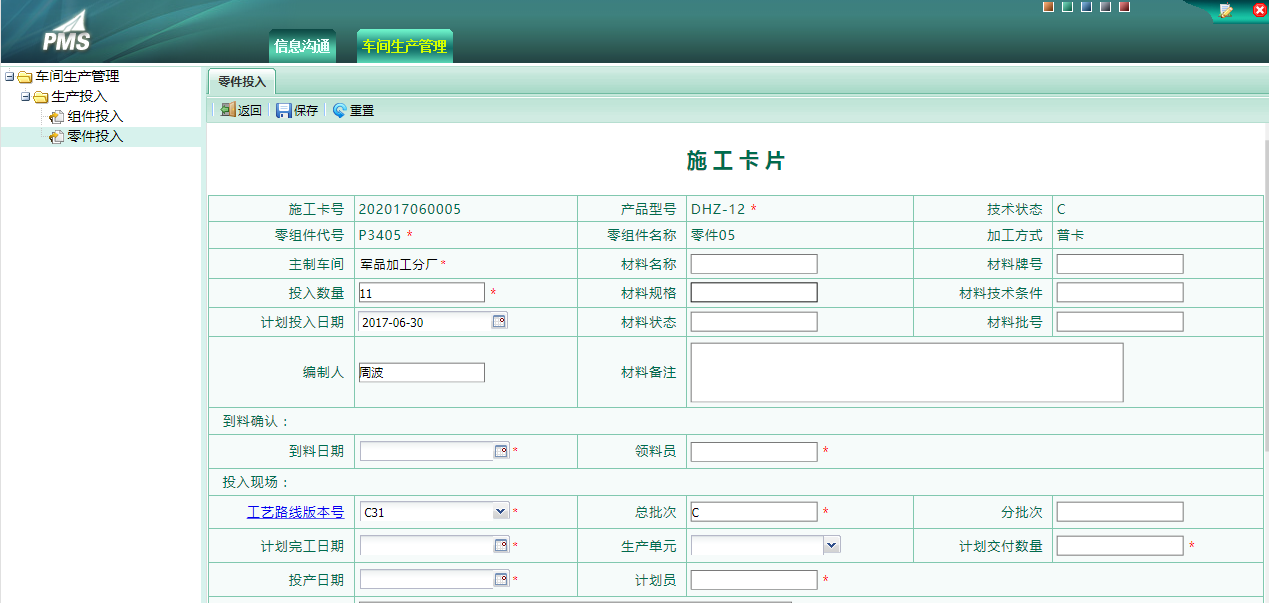 PMS
信息沟通 车间生产管理
车间生产管理
生产投入
组件投入
零件投入
零件投入
返回 保存 重置
施工卡片
施工卡号 202017060005 产品型号 DHZ-12 * 技术状态 C
零组件代号 P3405 * 零组件名称 零件05 加工方式 普卡
主制车间 军品加工分厂 * 材料名称 材料牌号
投入数量 11 * 材料规格 材料技术条件
计划投入日期 2017-06-30 材料状态 材料批号
编制人 周波 材料备注
到料确认：
到料日期 * 领料员 *
投入现场：
工艺路线版本号 C31 * 总批次 C * 分批次
计划完工日期 * 生产单元 计划交付数量 *
投产日期 * 计划员 *